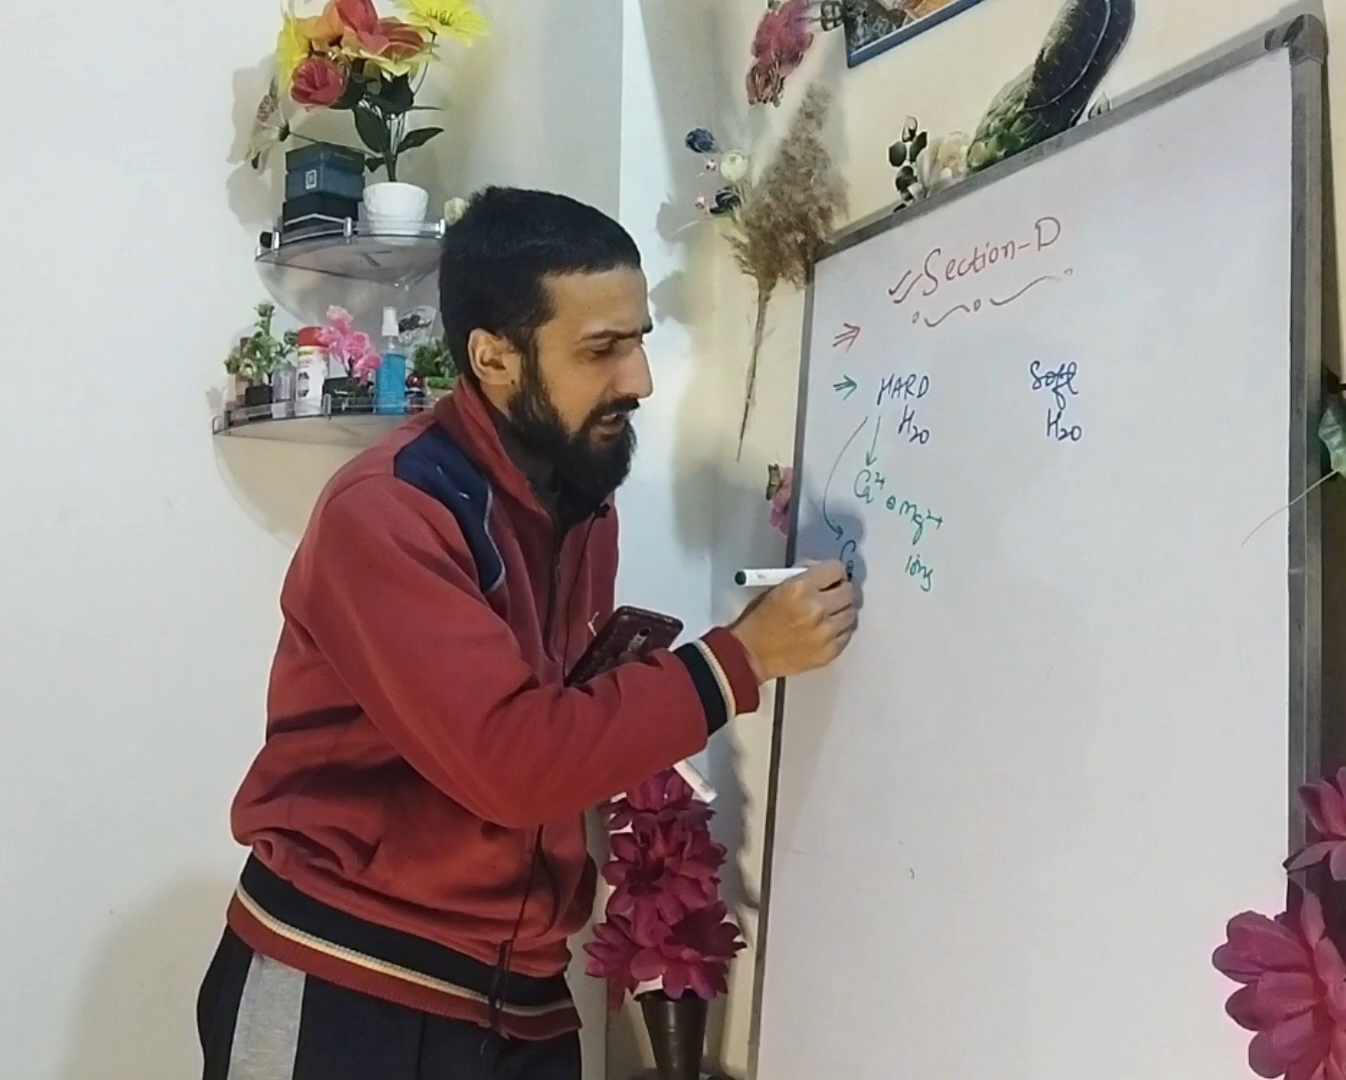 Section-D
⇒
⇒ HARD Soft
H2O H2O
Ca2+ Mg2+
ions